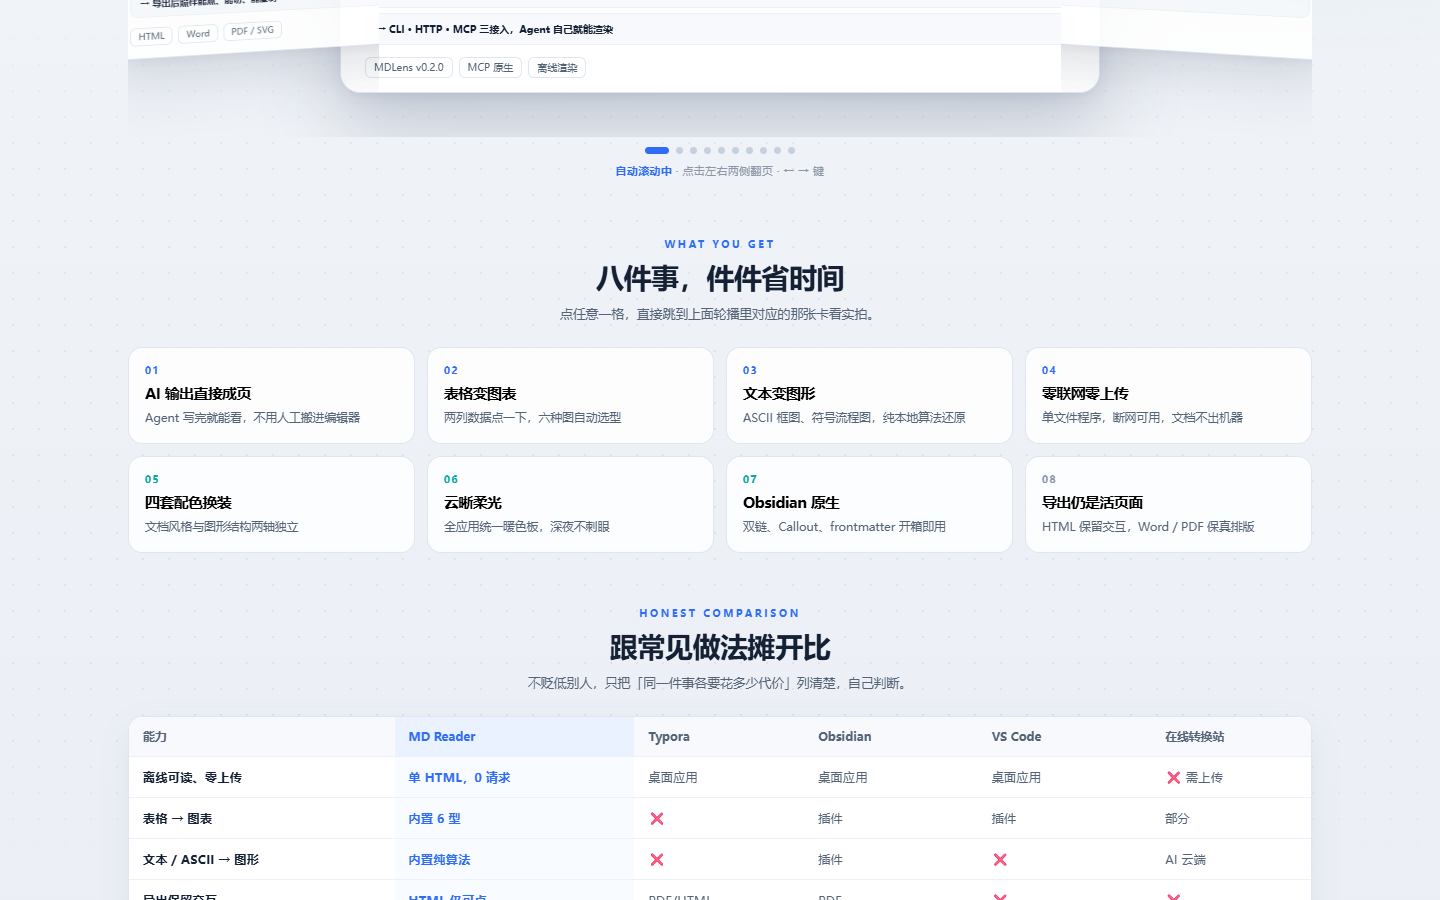 HTML
Word
PDF / SVG
→ CLI • HTTP • MCP 三接入，Agent 自己就能渲染
MDLens v0.2.0
MCP 原生
离线渲染
自动滚动中 · 点击左右两侧翻页 · ← → 键
WHAT YOU GET
八件事，件件省时间
点任意一格，直接跳到上面轮播里对应的那张卡看实拍。
01
AI 输出直接成页
Agent 写完就能看，不用人工搬进编辑器
02
表格变图表
两列数据点一下，六种图自动选型
03
文本变图形
ASCII 框图、符号流程图，纯本地算法还原
04
零联网零上传
单文件程序，断网可用，文档不出机器
05
四套配色换装
文档风格与图形结构两轴独立
06
云晰柔光
全应用统一暖色板，深夜不刺眼
07
Obsidian 原生
双链、Callout、frontmatter 开箱即用
08
导出仍是活页面
HTML 保留交互，Word / PDF 保真排版
HONEST COMPARISON
跟常见做法摊开比
不贬低别人，只把「同一件事各要花多少代价」列清楚，自己判断。
能力 MD Reader Typora Obsidian VS Code 在线转换站
离线可读、零上传 单 HTML，0 请求 桌面应用 桌面应用 桌面应用 ❌ 需上传
表格 → 图表 内置 6 型 ❌ 插件 插件 部分
文本 / ASCII → 图形 内置纯算法 ❌ 插件 ❌ AI 云端
导出保留交互 HTML 仍可点 PDF/HTML PDF ❌ ❌